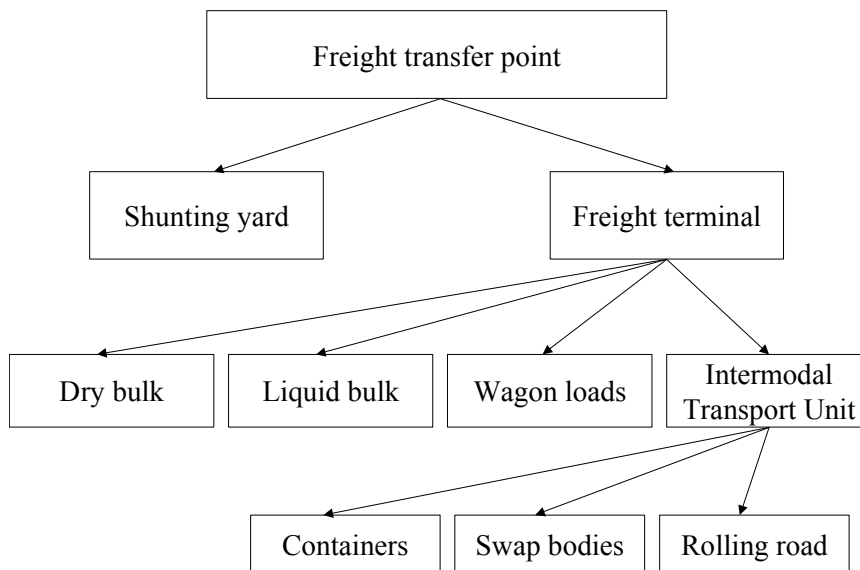 Freight transfer point
Shunting yard
Freight terminal
Dry bulk
Liquid bulk
Wagon loads
Intermodal
Transport Unit
Containers
Swap bodies
Rolling road